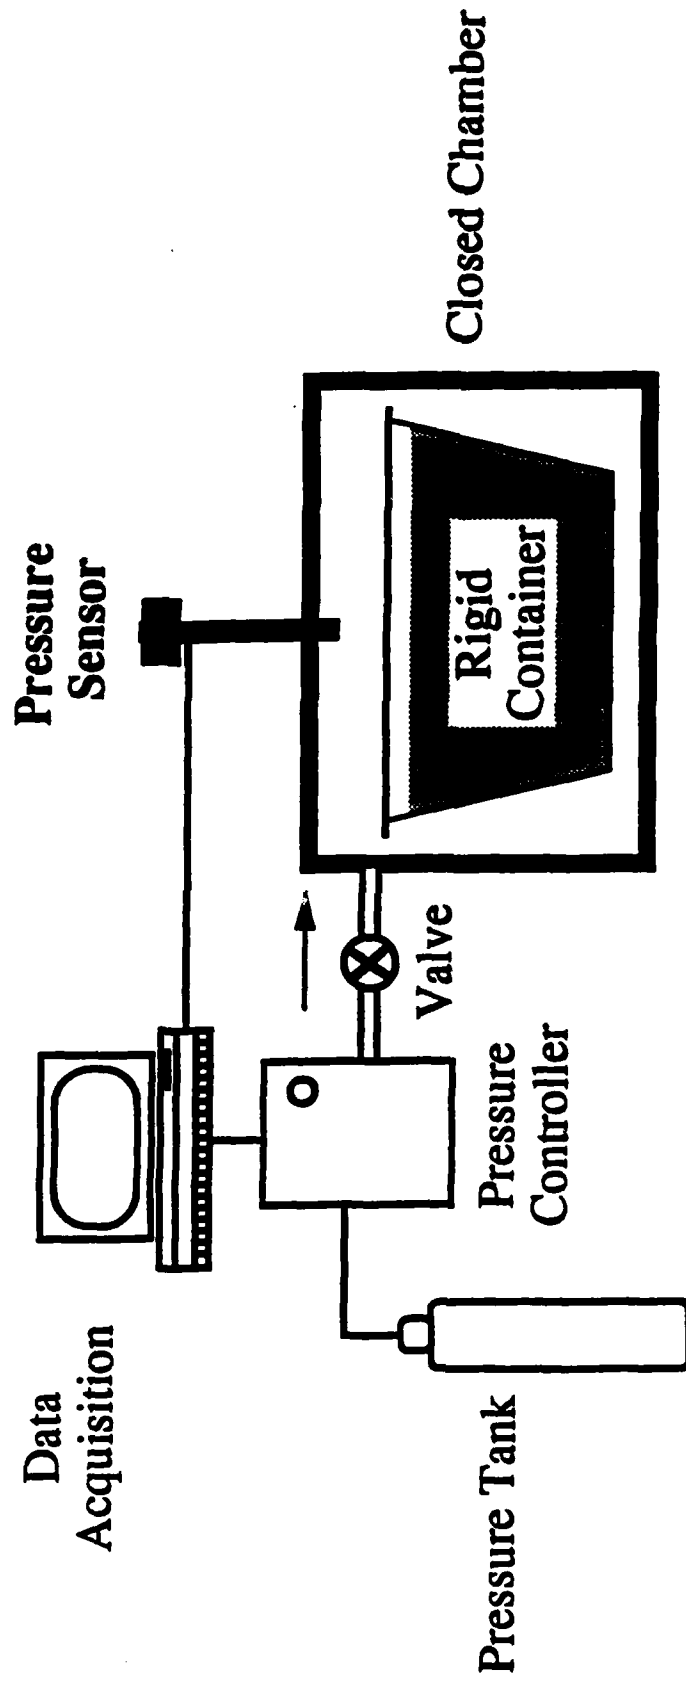 Data
Acquisition
Pressure
Sensor
Pressure Tank
Pressure
Controller
Valve
Rigid
Container
Closed Chamber